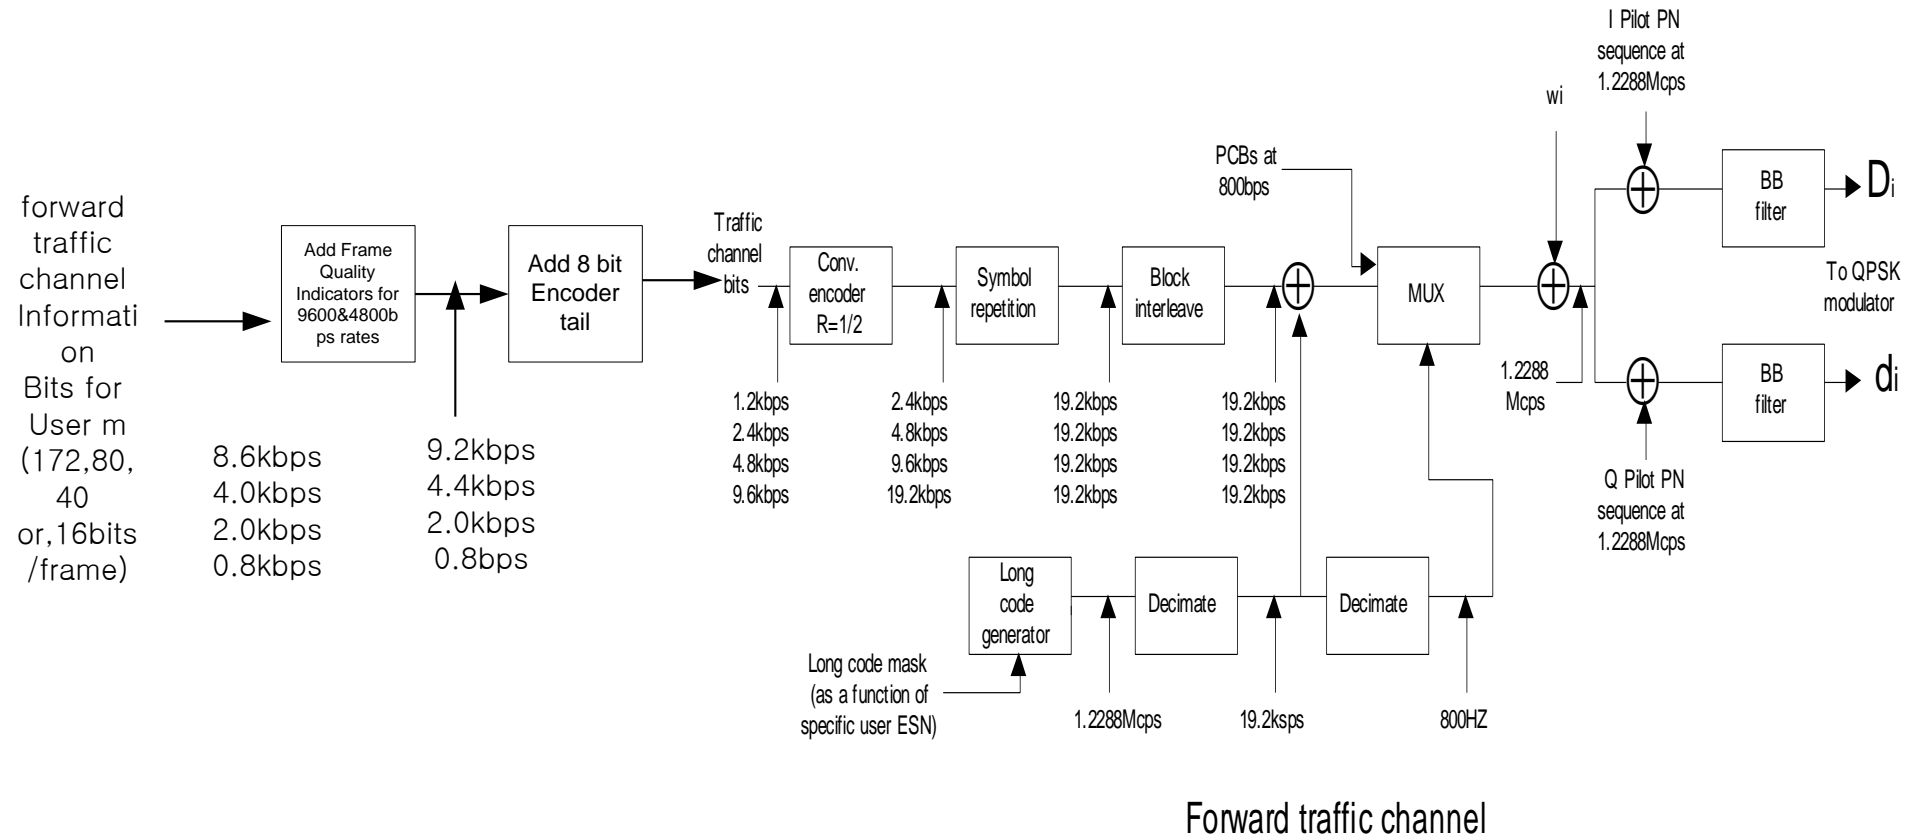 forward
traffic
channel
Informati
on
Bits for
User m
(172,80,
40
or,16bits
/frame)
8.6kbps
4.0kbps
2.0kbps
0.8kbps
Add Frame
Quality
Indicators for
9600&4800b
ps rates
9.2kbps
4.4kbps
2.0kbps
0.8bps
Add 8 bit
Encoder
tail
Traffic
channel
bits
1.2kbps
2.4kbps
4.8kbps
9.6kbps
Conv.
encoder
R=1/2
2.4kbps
4.8kbps
9.6kbps
19.2kbps
Symbol
repetition
19.2kbps
19.2kbps
19.2kbps
19.2kbps
Block
interleave
19.2kbps
19.2kbps
19.2kbps
19.2kbps
PCBs at
800bps
MUX
wi
1.2288
Mcps
I Pilot PN
sequence at
1.2288Mcps
BB
filter
Di
To QPSK
modulator
BB
filter
di
Q Pilot PN
sequence at
1.2288Mcps
Long
code
generator
Decimate
Decimate
Long code mask
(as a function of
specific user ESN)
1.2288Mcps
19.2ksps
800HZ
Forward traffic channel